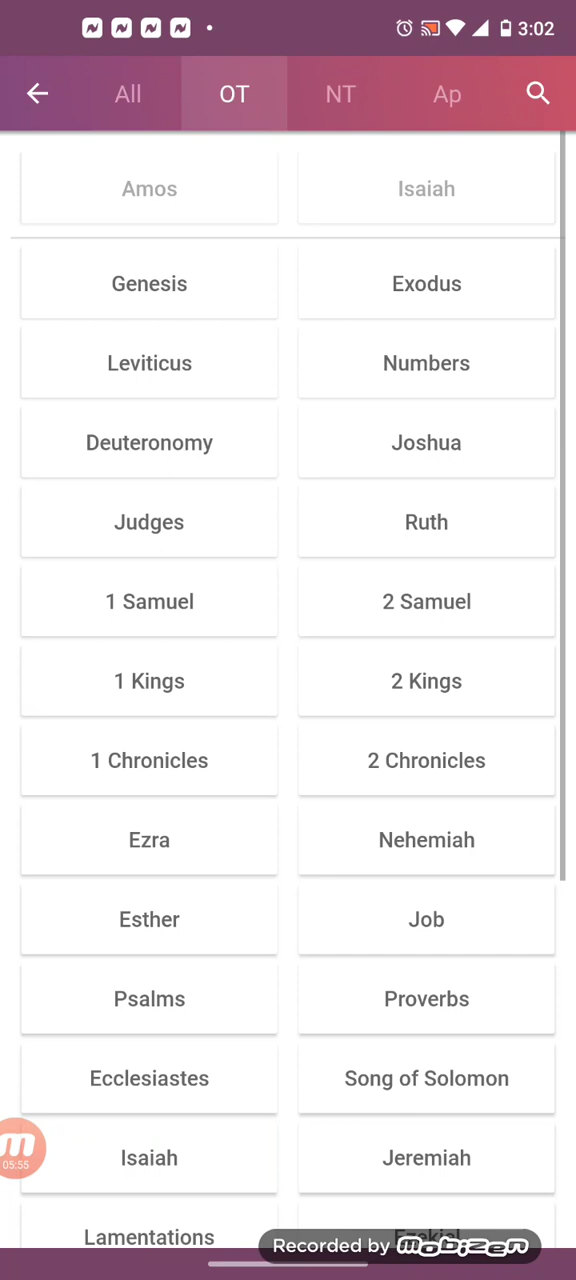 3:02
All OT NT Ap
Amos Isaiah
Genesis Exodus
Leviticus Numbers
Deuteronomy Joshua
Judges Ruth
1 Samuel 2 Samuel
1 Kings 2 Kings
1 Chronicles 2 Chronicles
Ezra Nehemiah
Esther Job
Psalms Proverbs
Ecclesiastes Song of Solomon
Isaiah Jeremiah
05:55
Lamentations Ezekiel
Recorded by mobizen